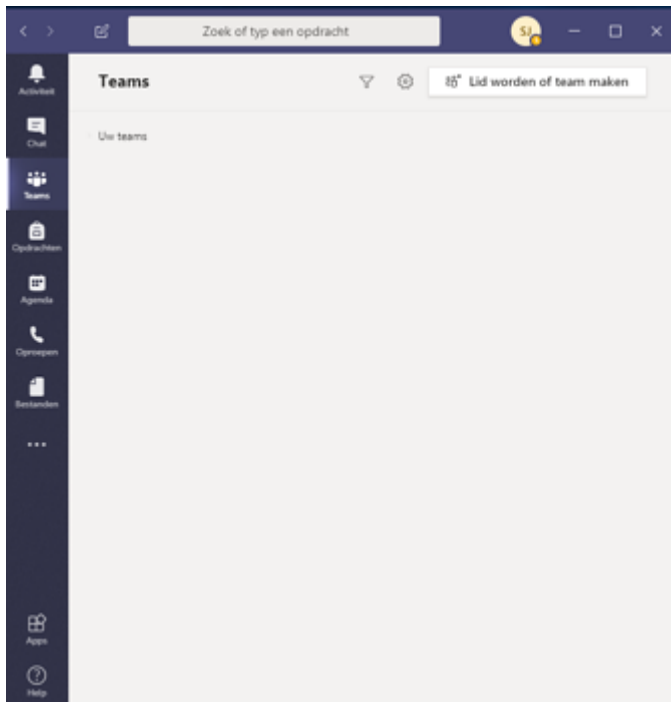 Zoek of typ een opdracht
SJ
Activiteit
Chat
Teams
Opdrachten
Agenda
Oproepen
Bestanden
Apps
Help
Teams
Lid worden of team maken
Uw teams